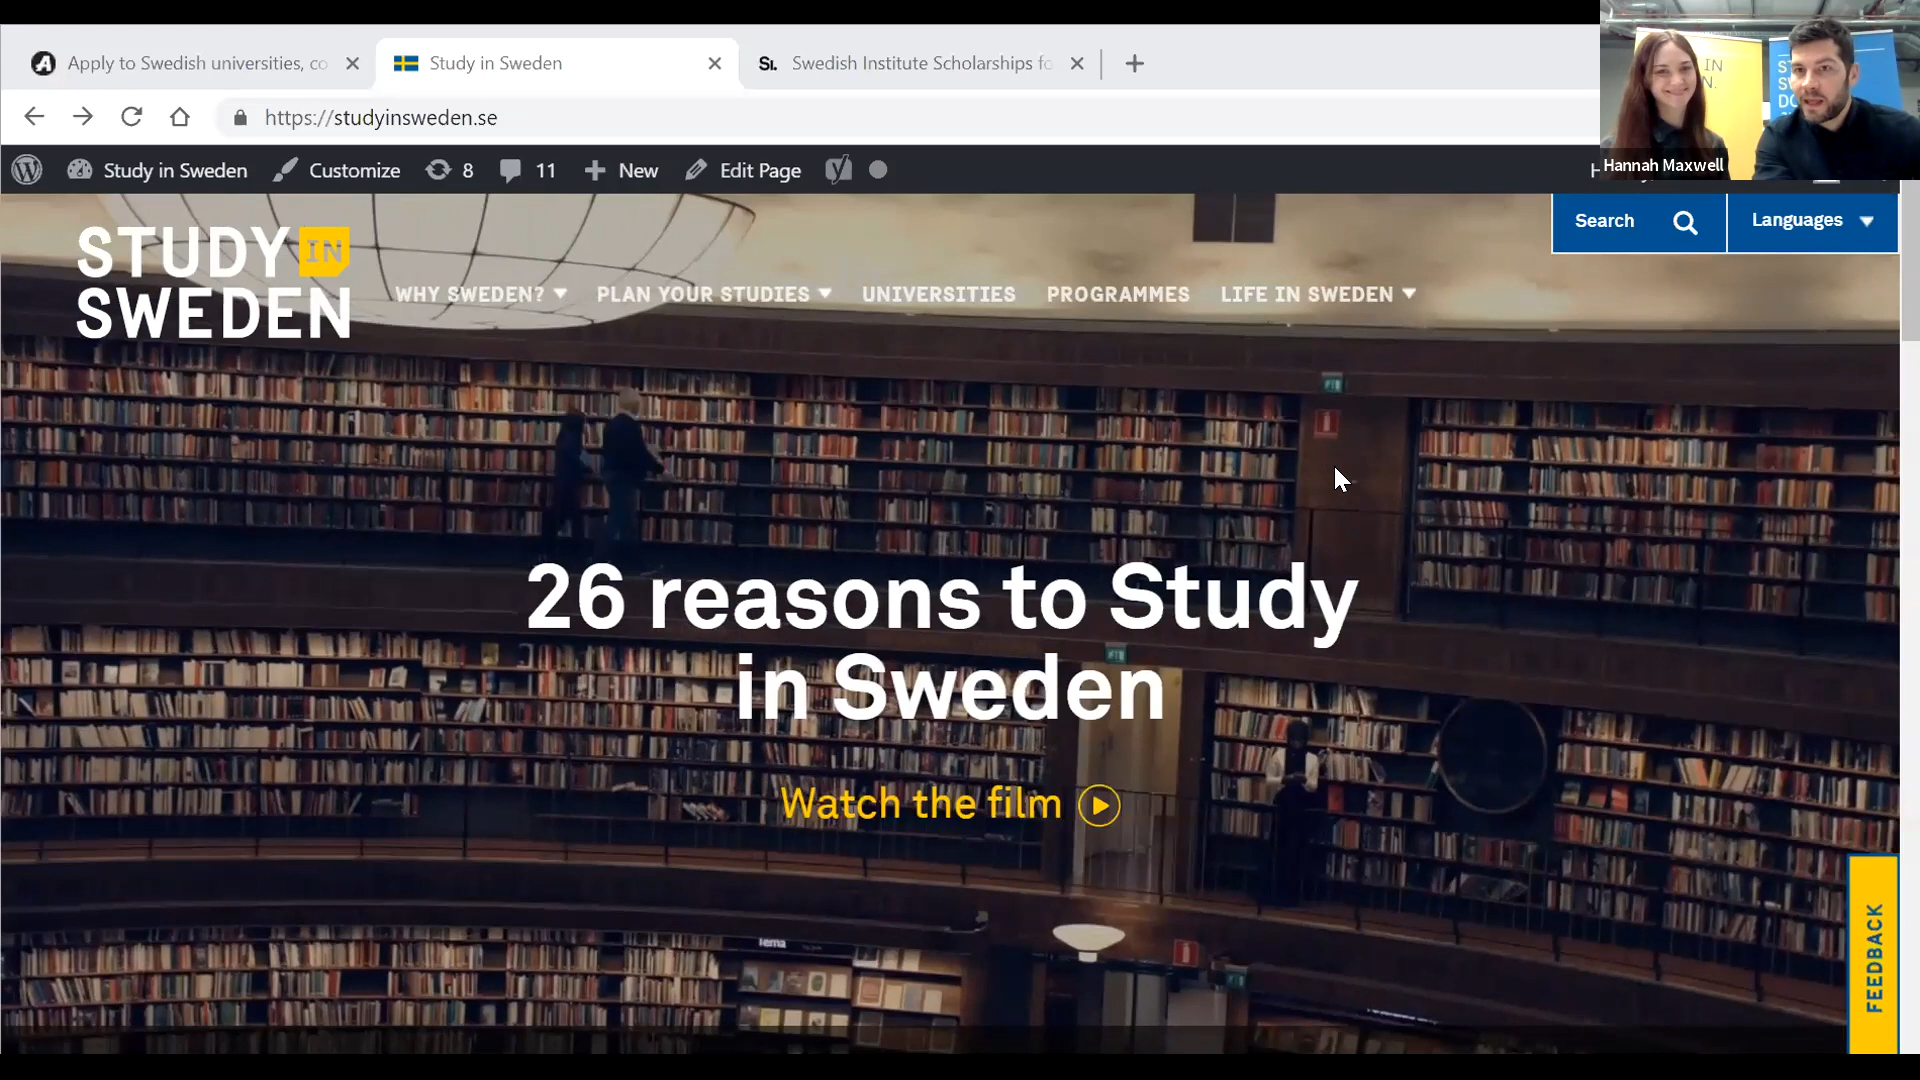 Apply to Swedish universities, co
Study in Sweden
Si.
Swedish Institute Scholarships fo
https://studyinsweden.se
Study in Sweden
Customize
8
11
New
Edit Page
Hannah Maxwell
Search
Languages
STUDY IN
SWEDEN
WHY SWEDEN?
PLAN YOUR STUDIES
UNIVERSITIES
PROGRAMMES
LIFE IN SWEDEN
26 reasons to Study
in Sweden
Watch the film
Tema
FEEDBACK